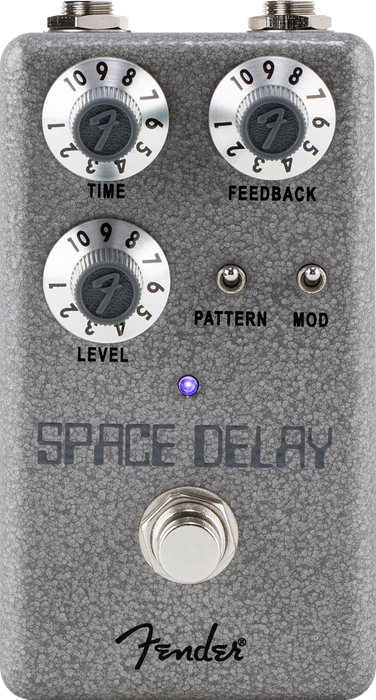 10 9 8 7 6 5 4 3 2 1
10 9 8 7 6 5 4 3 2 1
TIME
FEEDBACK
10 9 8 7 6 5 4 3 2 1
LEVEL
PATTERN
MOD
SPACE DELAY
Fender®